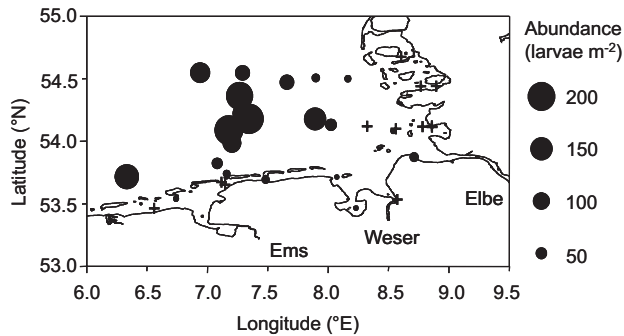 55.0
54.5
54.0
53.5
53.0
Latitude (°N)
6.0 6.5 7.0 7.5 8.0 8.5 9.0 9.5
Longitude (°E)
Ems
Weser
Elbe
Abundance
(larvae m-2)
200
150
100
50